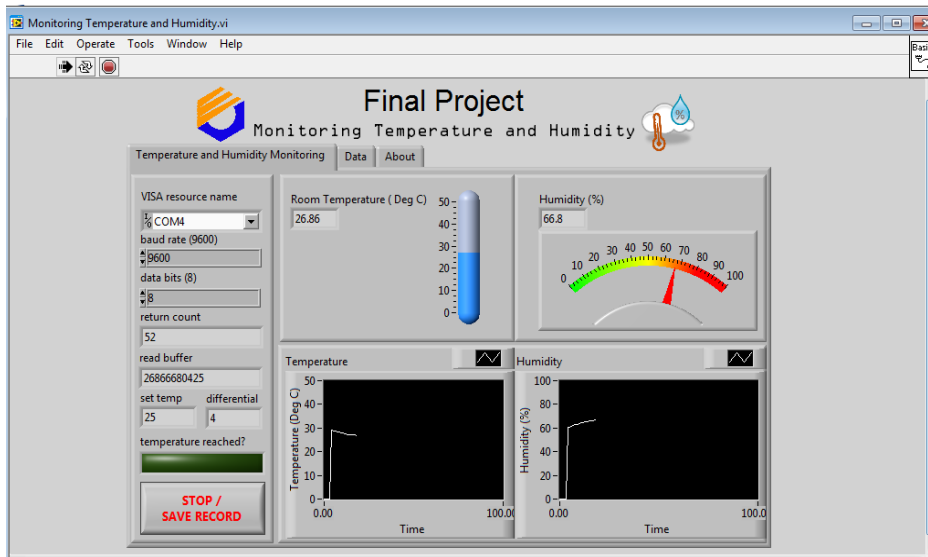 Monitoring Temperature and Humidity.vi
File Edit Operate Tools Window Help
Final Project
Monitoring Temperature and Humidity
%
Temperature and Humidity Monitoring Data About
VISA resource name
COM4
baud rate (9600)
9600
data bits (8)
8
return count
52
read buffer
26866680425
set temp differential
25 4
temperature reached?
STOP /
SAVE RECORD
Room Temperature ( Deg C)
26.86
50
40
30
20
10
0
Humidity (%)
66.8
0 10 20 30 40 50 60 70 80 90 100
Temperature
Temperature (Deg C)
50
40
30
20
10
0
0.00 100.0
Time
Humidity
Humidity (%)
100
80
60
40
20
0
0.00 100.0
Time